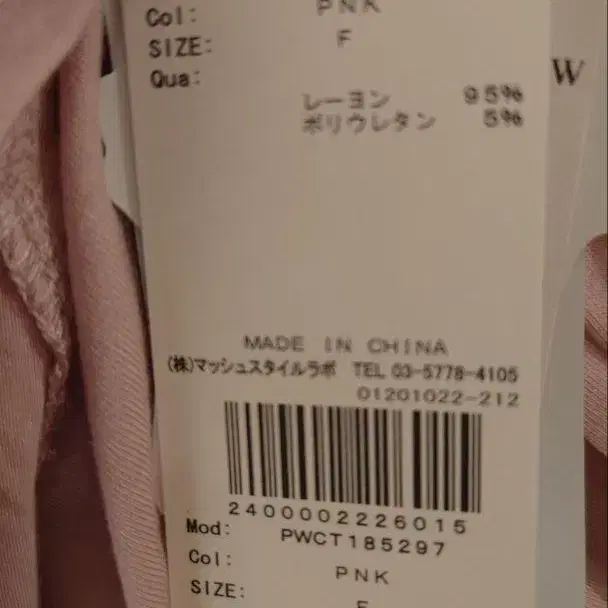 Col: PNK
SIZE: F
Qua:
レーヨン 95%
ポリウレタン 5%
W
MADE IN CHINA
(株)マッシュスタイルラボ TEL 03-5778-4105
01201022-212
2400002226015
Mod: PWCT185297
Col: PNK
SIZE: F